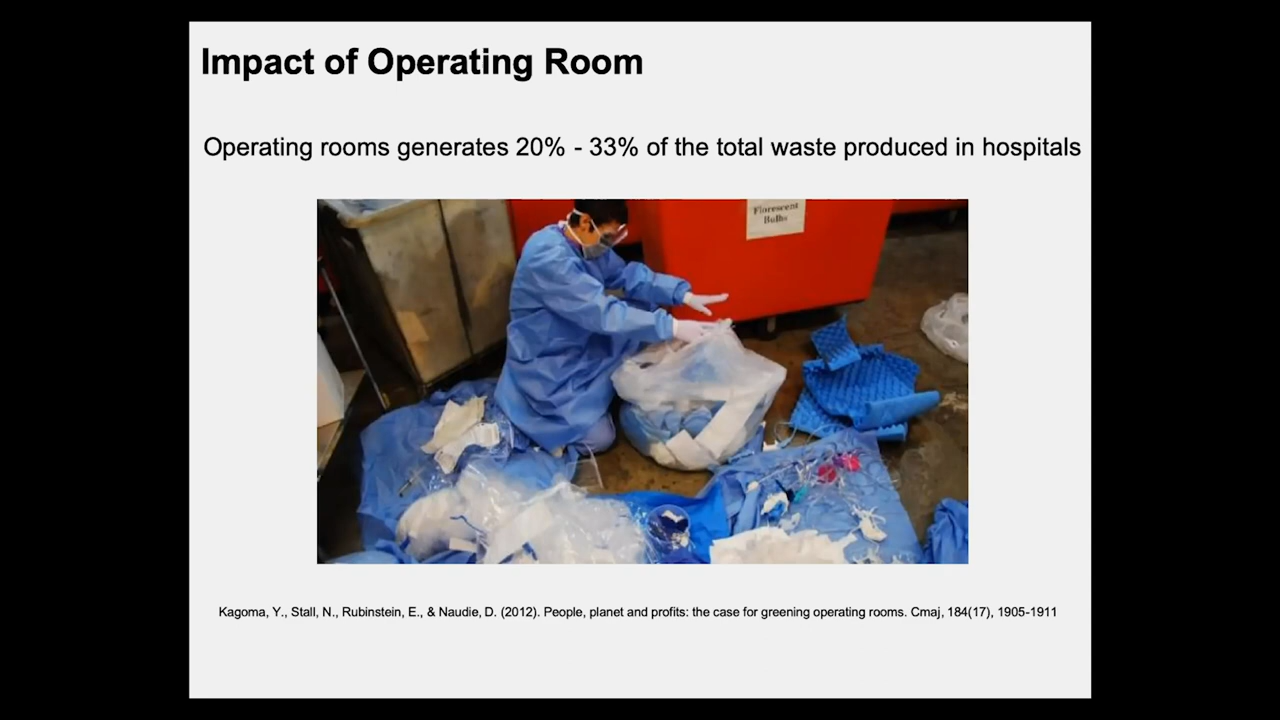 Impact of Operating Room
Operating rooms generates 20% - 33% of the total waste produced in hospitals
Florescent
Bulbs
Kagoma, Y., Stall, N., Rubinstein, E., & Naudie, D. (2012). People, planet and profits: the case for greening operating rooms. Cmaj, 184(17), 1905-1911